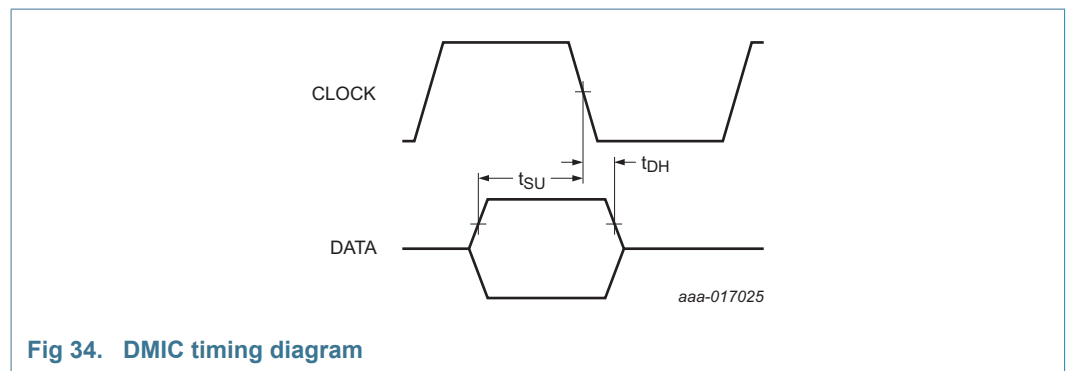 CLOCK
tDH
tSU
DATA
aaa-017025
Fig 34. DMIC timing diagram